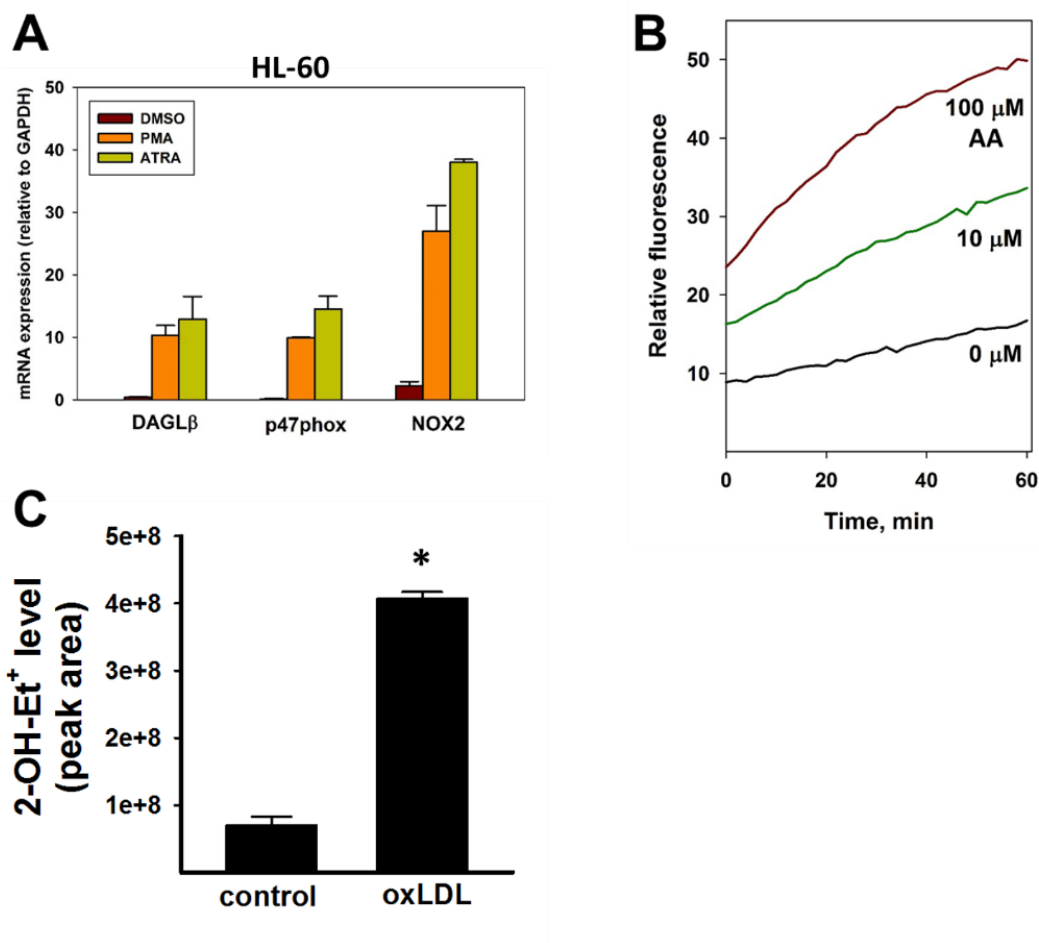 A
HL-60
mRNA expression (relative to GAPDH)
50
40
30
20
10
0
DMSO
PMA
ATRA
DAGLβ
p47phox
NOX2
B
Relative fluorescence
50
40
30
20
10
100 μM
AA
10 μM
0 μM
0
20
40
60
Time, min
C
2-OH-Et⁺ level
(peak area)
5e+8
4e+8
3e+8
2e+8
1e+8
*
control
oxLDL